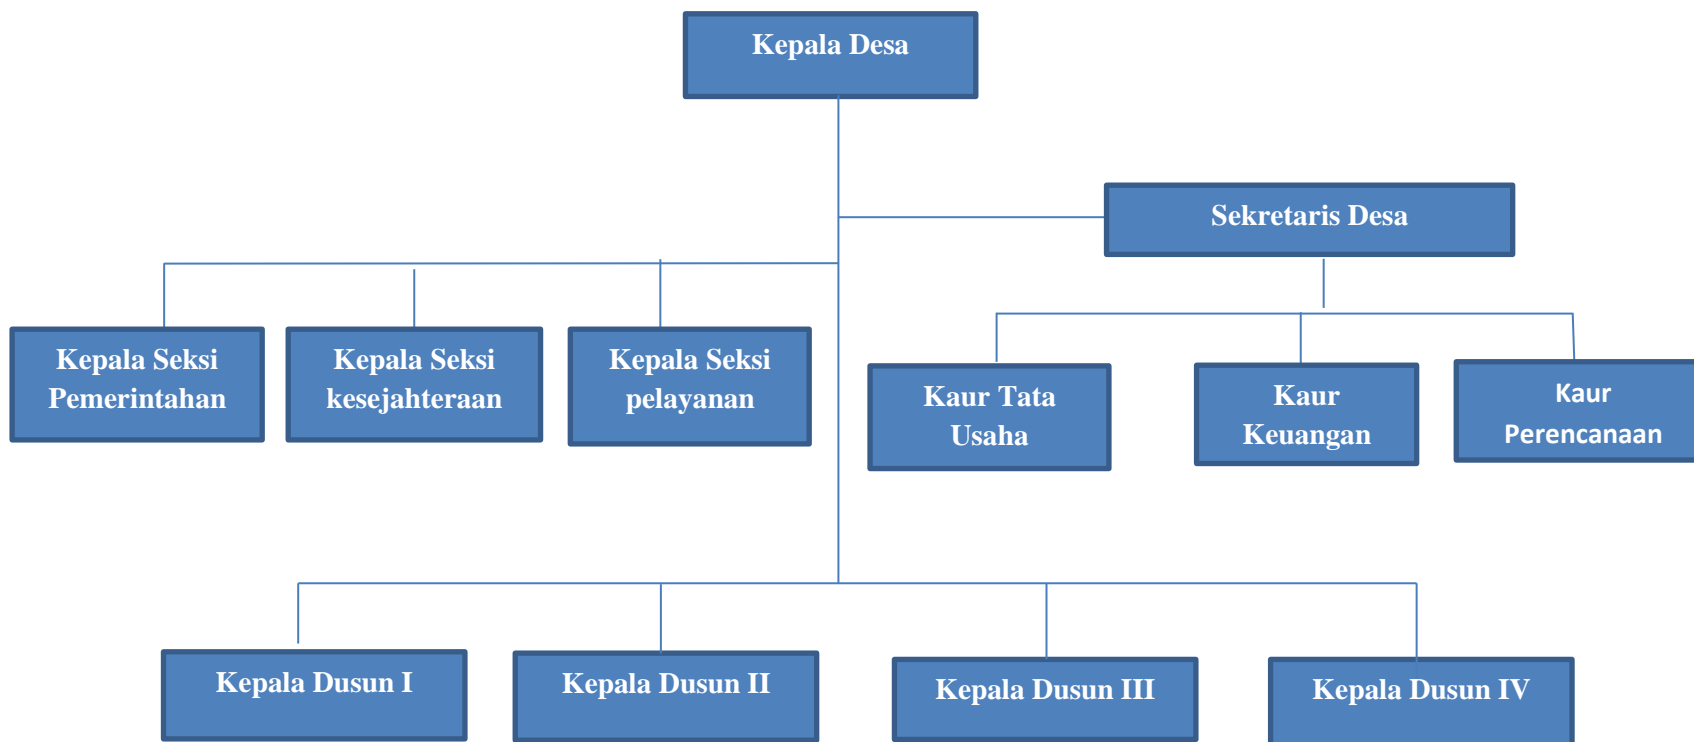 Kepala Desa
Sekretaris Desa
Kepala Seksi
Pemerintahan
Kepala Seksi
kesejahteraan
Kepala Seksi
pelayanan
Kaur Tata
Usaha
Kaur
Keuangan
Kaur
Perencanaan
Kepala Dusun I
Kepala Dusun II
Kepala Dusun III
Kepala Dusun IV